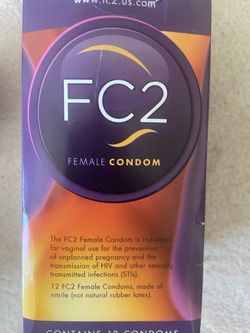 www.fc2.us.com
FC2
FEMALE CONDOM
The FC2 Female Condom is indicated
for vaginal use for the prevention
of unplanned pregnancy and the
transmission of HIV and other sexually
transmitted infections (STIs).
12 FC2 Female Condoms, made of
nitrile (not natural rubber latex).
CONTAINS 12 CONDOMS